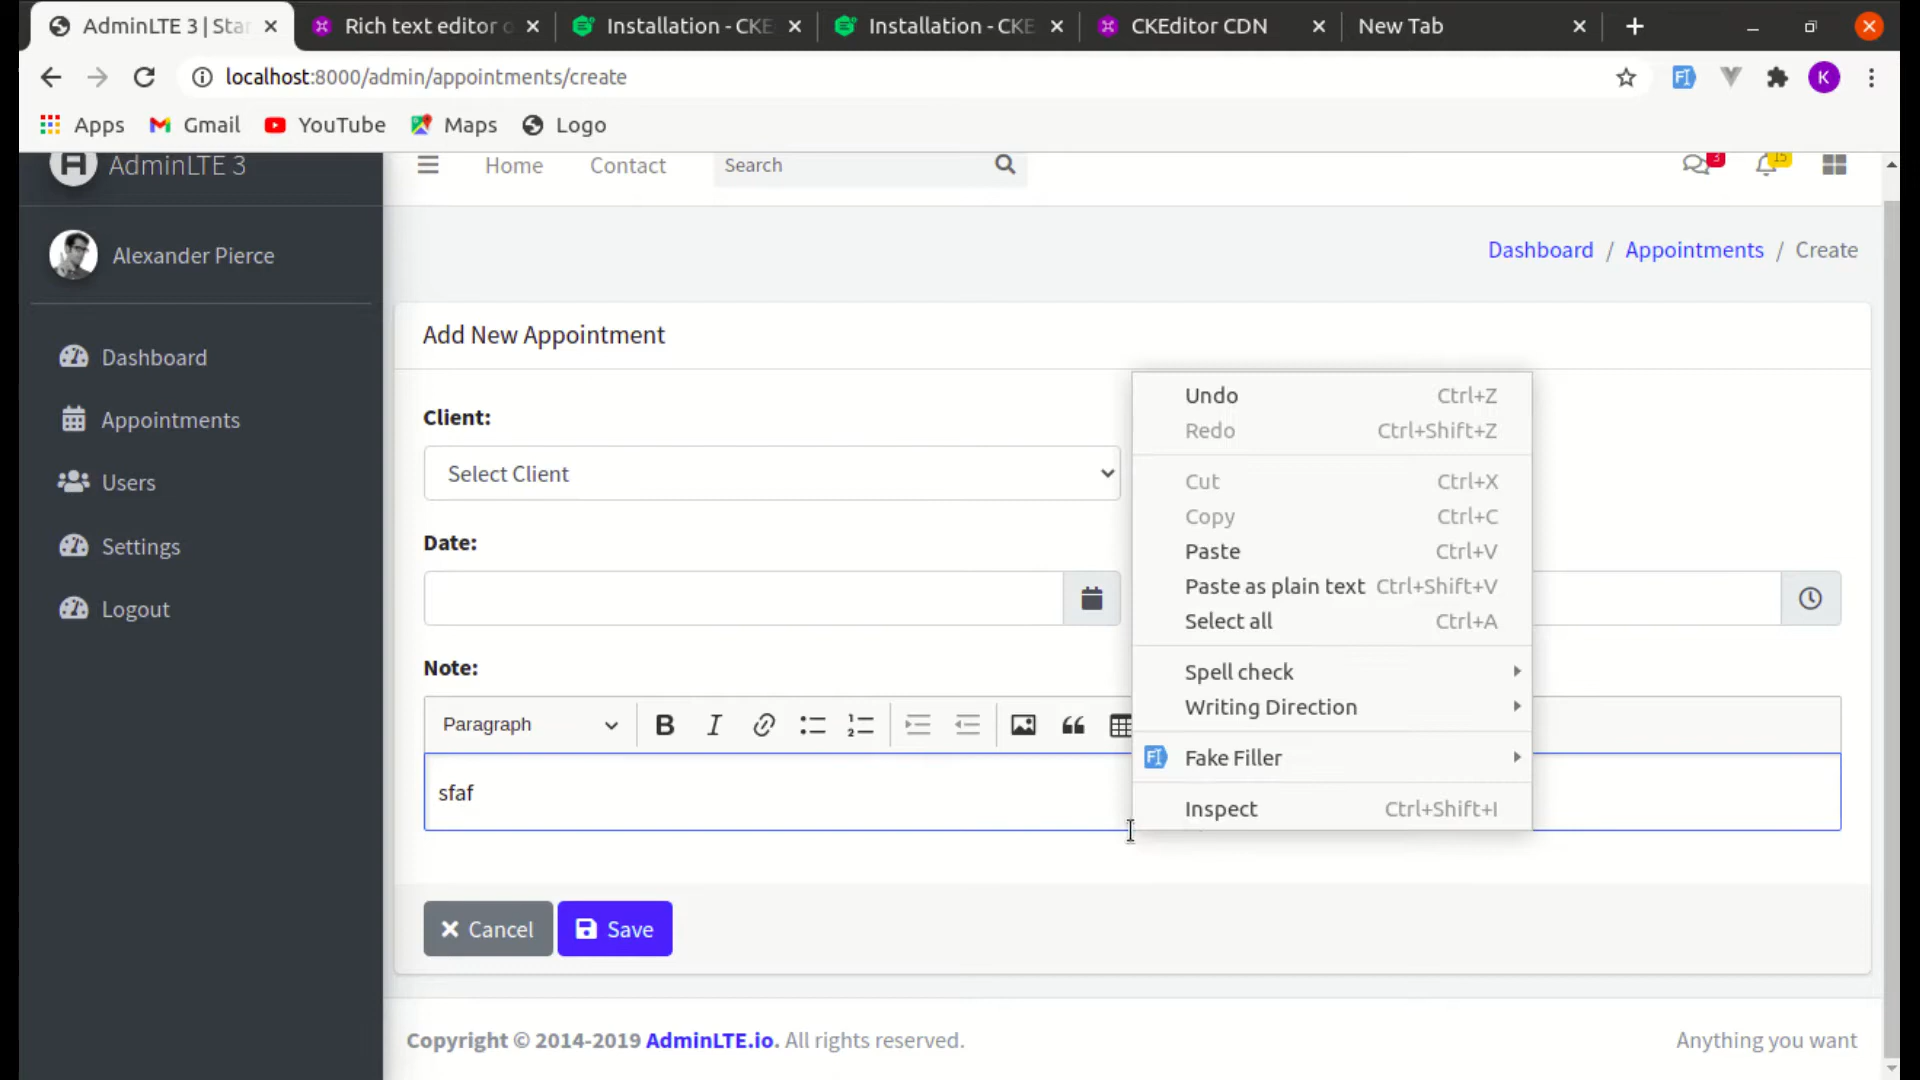 AdminLTE 3 | Star
Rich text editor o
Installation - CKE
Installation - CKE
CKEditor CDN
New Tab
localhost:8000/admin/appointments/create
K
Apps
Gmail
YouTube
Maps
Logo
AdminLTE 3
Home
Contact
Search
3
15
Alexander Pierce
Dashboard / Appointments / Create
Dashboard
Appointments
Users
Settings
Logout
Add New Appointment
Client:
Select Client
Date:
Note:
Paragraph
sfaf
Undo Ctrl+Z
Redo Ctrl+Shift+Z
Cut Ctrl+X
Copy Ctrl+C
Paste Ctrl+V
Paste as plain text Ctrl+Shift+V
Select all Ctrl+A
Spell check
Writing Direction
Fake Filler
Inspect Ctrl+Shift+I
Cancel
Save
Copyright © 2014-2019 AdminLTE.io. All rights reserved.
Anything you want